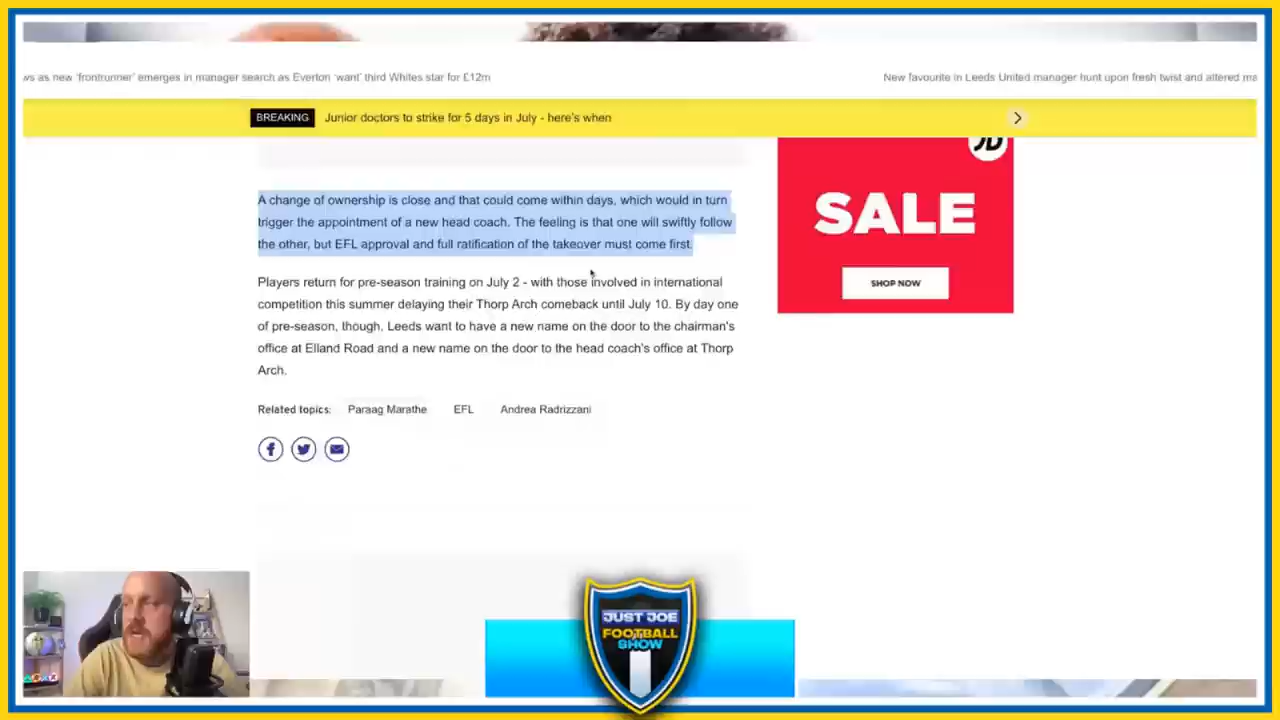 ws as new 'frontrunner' emerges in manager search as Everton 'want' third Whites star for £12m
New favourite in Leeds United manager hunt upon fresh twist and altered ma
BREAKING
Junior doctors to strike for 5 days in July - here's when
JD
A change of ownership is close and that could come within days, which would in turn
trigger the appointment of a new head coach. The feeling is that one will swiftly follow
the other, but EFL approval and full ratification of the takeover must come first.
SALE
SHOP NOW
Players return for pre-season training on July 2 - with those involved in international
competition this summer delaying their Thorp Arch comeback until July 10. By day one
of pre-season, though, Leeds want to have a new name on the door to the chairman's
office at Elland Road and a new name on the door to the head coach's office at Thorp
Arch.
Related topics: Paraag Marathe EFL Andrea Radrizzani
JUST JOE
FOOTBALL
SHOW